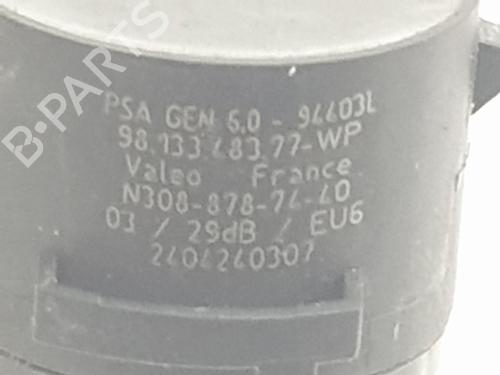 PSA GEN 6.0 - 94403L
98.133.483.77-WP
Valeo France
N308-878-74-40
03 / 29dB / EU6
2404240307
B-PARTS